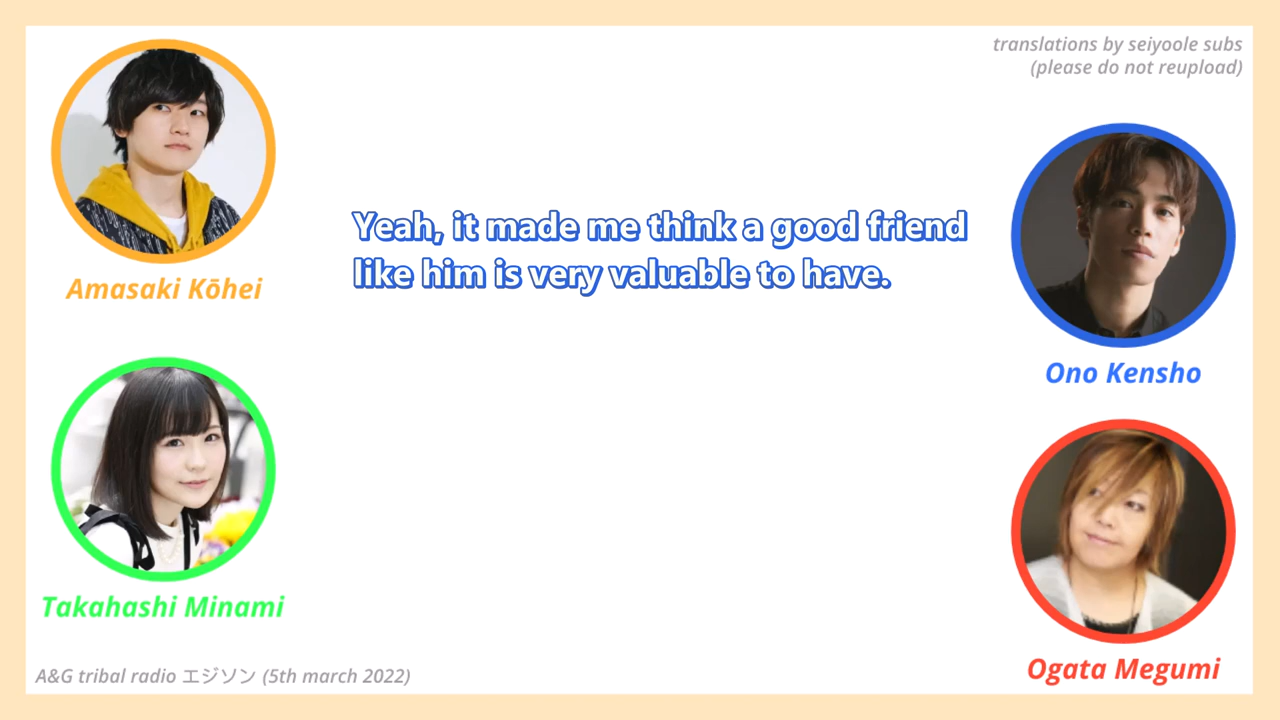 translations by seiyoole subs
(please do not reupload)
Amasaki Kōhei
Yeah, it made me think a good friend
like him is very valuable to have.
Ono Kensho
Takahashi Minami
Ogata Megumi
A&G tribal radio エジソン (5th march 2022)